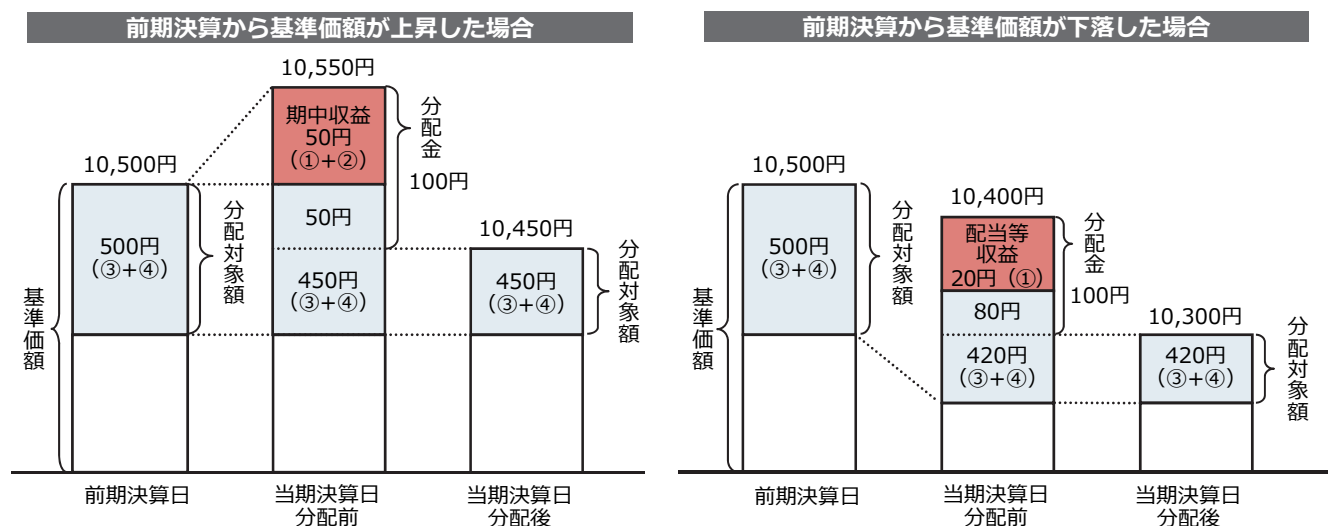 前期決算から基準価額が上昇した場合
10,550円
期中収益
50円
(①+②)
分配金
100円
10,500円
500円
(③+④)
分配対象額
基準価額
50円
450円
(③+④)
10,450円
450円
(③+④)
分配対象額
前期決算日
当期決算日
分配前
当期決算日
分配後
前期決算から基準価額が下落した場合
10,500円
500円
(③+④)
分配対象額
基準価額
10,400円
配当等
収益
20円(①)
分配金
100円
80円
420円
(③+④)
10,300円
420円
(③+④)
分配対象額
前期決算日
当期決算日
分配前
当期決算日
分配後